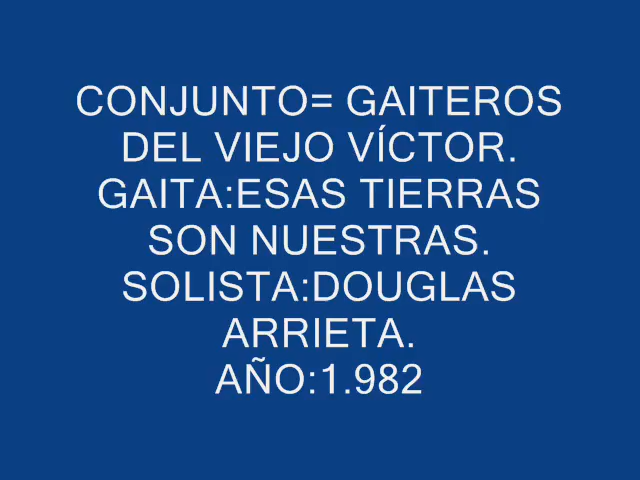 CONJUNTO= GAITEROS
DEL VIEJO VÍCTOR.
GAITA:ESAS TIERRAS
SON NUESTRAS.
SOLISTA:DOUGLAS
ARRIETA.
AÑO:1.982